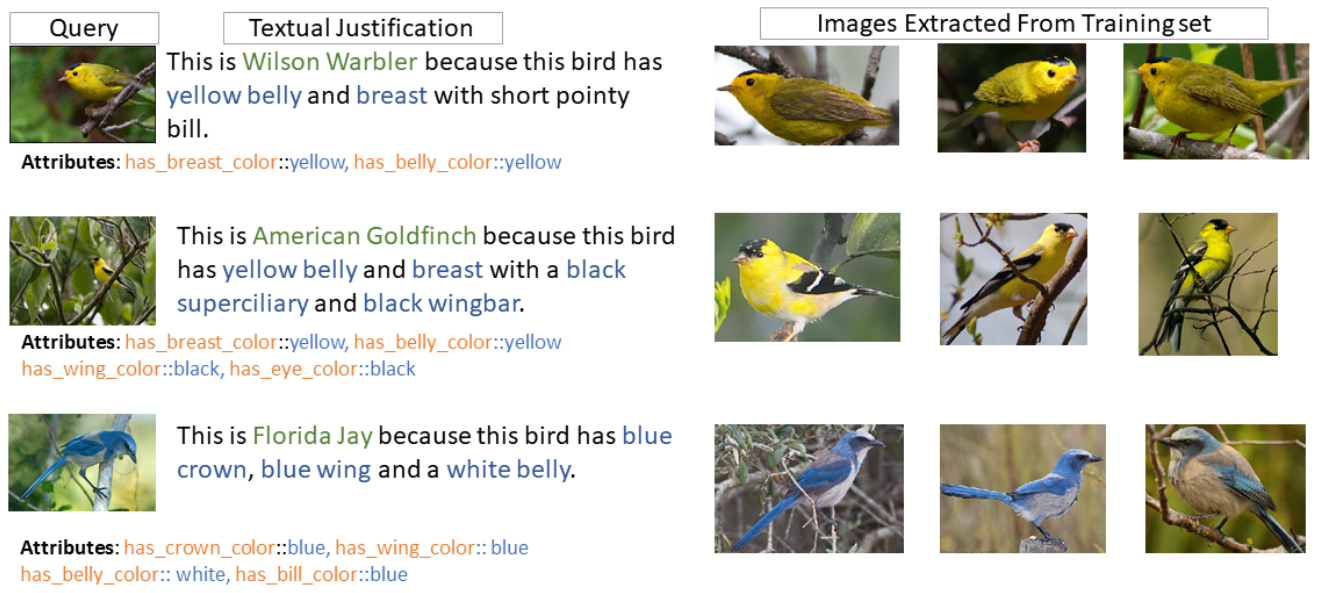 Query
Textual Justification
Images Extracted From Training set
This is Wilson Warbler because this bird has
yellow belly and breast with short pointy
bill.
Attributes: has_breast_color::yellow, has_belly_color::yellow
This is American Goldfinch because this bird
has yellow belly and breast with a black
superciliary and black wingbar.
Attributes: has_breast_color::yellow, has_belly_color::yellow
has_wing_color::black, has_eye_color::black
This is Florida Jay because this bird has blue
crown, blue wing and a white belly.
Attributes: has_crown_color::blue, has_wing_color:: blue
has_belly_color:: white, has_bill_color::blue